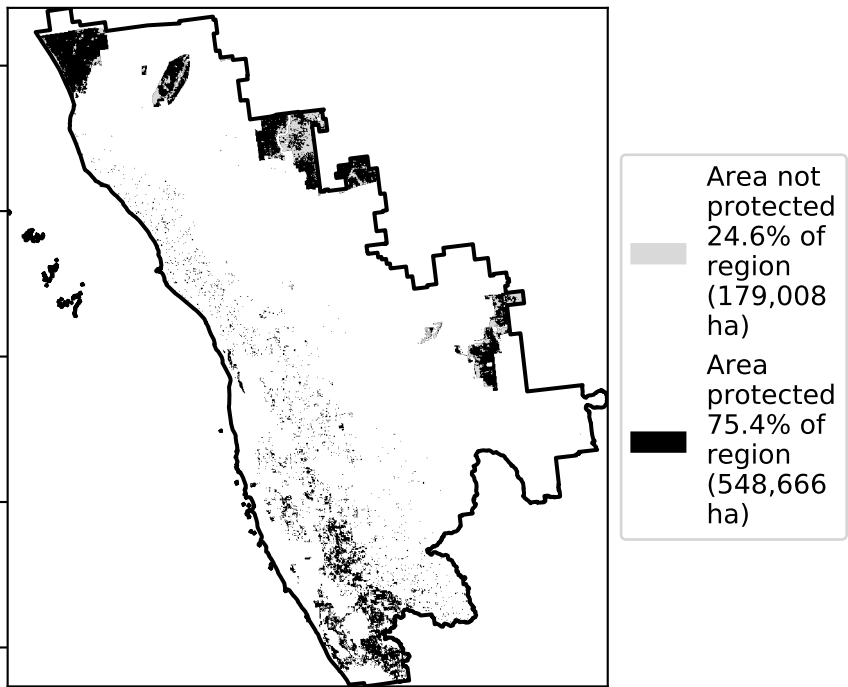 Area not
protected
24.6% of
region
(179,008
ha)
Area
protected
75.4% of
region
(548,666
ha)